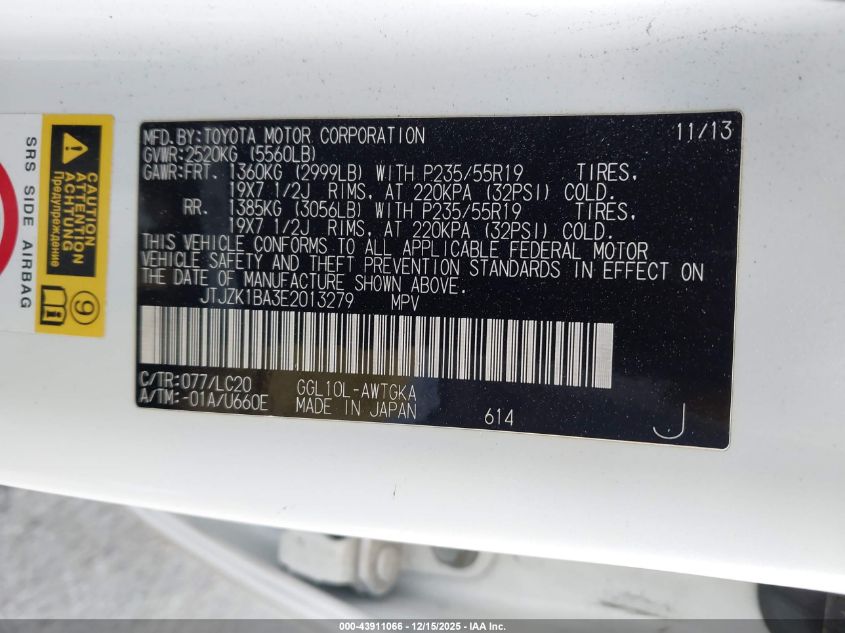 MFD.BY:TOYOTA MOTOR CORPORATION 11/13
GVWR:2520KG (5560LB)
GAWR:FRT. 1360KG (2999LB) WITH P235/55R19 TIRES,
19X7 1/2J RIMS, AT 220KPA (32PSI) COLD.
RR. 1385KG (3056LB) WITH P235/55R19 TIRES,
19X7 1/2J RIMS, AT 220KPA (32PSI) COLD.
THIS VEHICLE CONFORMS TO ALL APPLICABLE FEDERAL MOTOR
VEHICLE SAFETY AND THEFT PREVENTION STANDARDS IN EFFECT ON
THE DATE OF MANUFACTURE SHOWN ABOVE.
JTJZK1BA3E2013279 MPV
C/TR:077/LC20 GGL10L-AWTGKA
A/TM:-01A/U660E MADE IN JAPAN 614 J
SRS SIDE AIRBAG
CAUTION
ATTENTION
ACHTUNG
Предупреждение
9
000-43911066 - 12/15/2025 - IAA Inc.